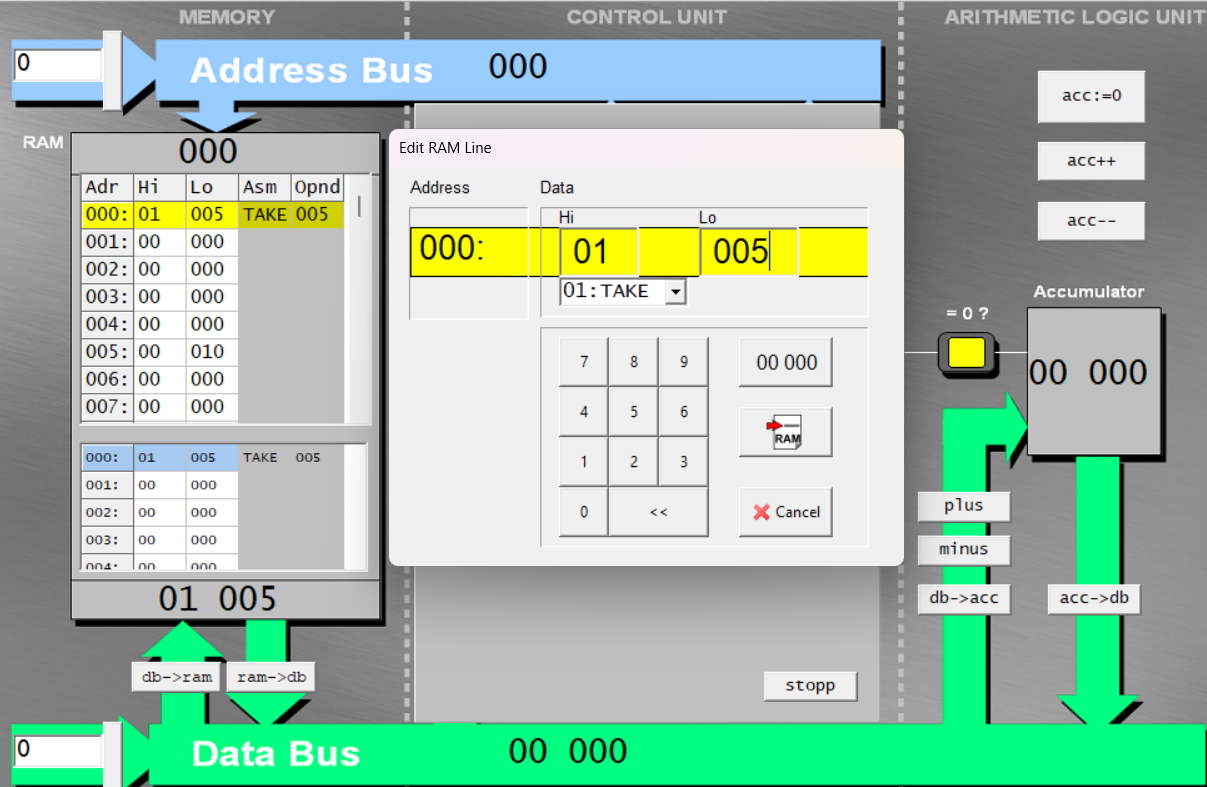 MEMORY
CONTROL UNIT
ARITHMETIC LOGIC UNIT
0
Address Bus 000
acc:=0
acc++
acc--
RAM
000
Adr Hi Lo Asm Opnd
000: 01 005 TAKE 005
001: 00 000
002: 00 000
003: 00 000
004: 00 000
005: 00 010
006: 00 000
007: 00 000
000: 01 005 TAKE 005
001: 00 000
002: 00 000
003: 00 000
004: 00 000
01 005
db->ram
ram->db
Edit RAM Line
Address
Data
Hi
Lo
000: 01 005
01:TAKE
7 8 9
4 5 6
1 2 3
0 <<
00 000
RAM
Cancel
stopp
= 0 ?
Accumulator
00 000
plus
minus
db->acc
acc->db
0
Data Bus 00 000